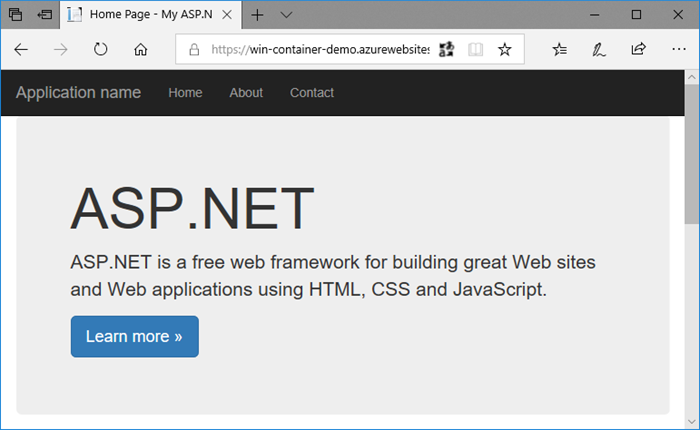 Home Page - My ASP.N
https://win-container-demo.azurewebsites
Application name Home About Contact
ASP.NET
ASP.NET is a free web framework for building great Web sites
and Web applications using HTML, CSS and JavaScript.
Learn more »